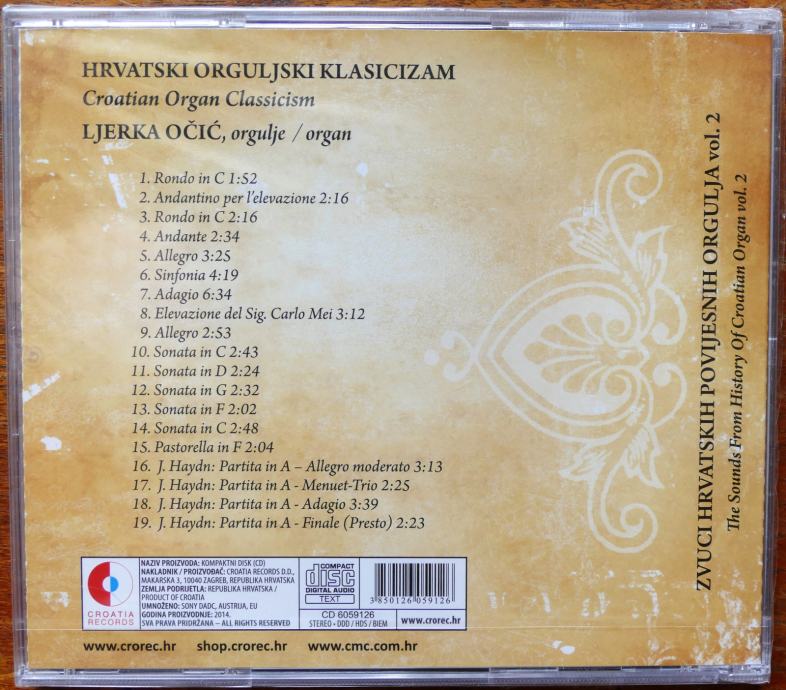 HRVATSKI ORGULJSKI KLASICIZAM
Croatian Organ Classicism
LJERKA OČIĆ, orgulje / organ
1. Rondo in C 1:52
2. Andantino per l'elevazione 2:16
3. Rondo in C 2:16
4. Andante 2:34
5. Allegro 3:25
6. Sinfonia 4:19
7. Adagio 6:34
8. Elevazione del Sig. Carlo Mei 3:12
9. Allegro 2:53
10. Sonata in C 2:43
11. Sonata in D 2:24
12. Sonata in G 2:32
13. Sonata in F 2:02
14. Sonata in C 2:48
15. Pastorella in F 2:04
16. J. Haydn: Partita in A – Allegro moderato 3:13
17. J. Haydn: Partita in A - Menuet-Trio 2:25
18. J. Haydn: Partita in A - Adagio 3:39
19. J. Haydn: Partita in A - Finale (Presto) 2:23
ZVUCI HRVATSKIH POVIJESNIH ORGULJA vol. 2
The Sounds From History Of Croatian Organ vol. 2
CROATIA
RECORDS
NAZIV PROIZVODA: KOMPAKTNI DISK (CD)
NAKLADNIK / PROIZVOĐAČ: CROATIA RECORDS D.D.,
MAKARSKA 3, 10040 ZAGREB, REPUBLIKA HRVATSKA
ZEMLJA PODRIJETLA: REPUBLIKA HRVATSKA /
PRODUCT OF CROATIA
UMNOŽENO: SONY DADC, AUSTRIJA, EU
GODINA PROIZVODNJE: 2014.
SVA PRAVA PRIDRŽANA – ALL RIGHTS RESERVED
COMPACT
disc
DIGITAL AUDIO
TEXT
CD 6059126
STEREO • DDD / HDS / BIEM
3 850126 059126
www.crorec.hr
www.crorec.hr shop.crorec.hr www.cmc.com.hr